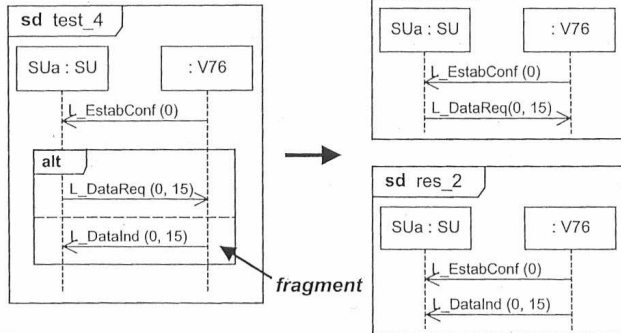 sd test_4
SUa : SU
: V76
L_EstabConf (0)
alt
L_DataReq (0, 15)
L_DataInd (0, 15)
fragment
SUa : SU
: V76
L_EstabConf (0)
L_DataReq(0, 15)
sd res_2
SUa : SU
: V76
L_EstabConf (0)
L_DataInd (0, 15)